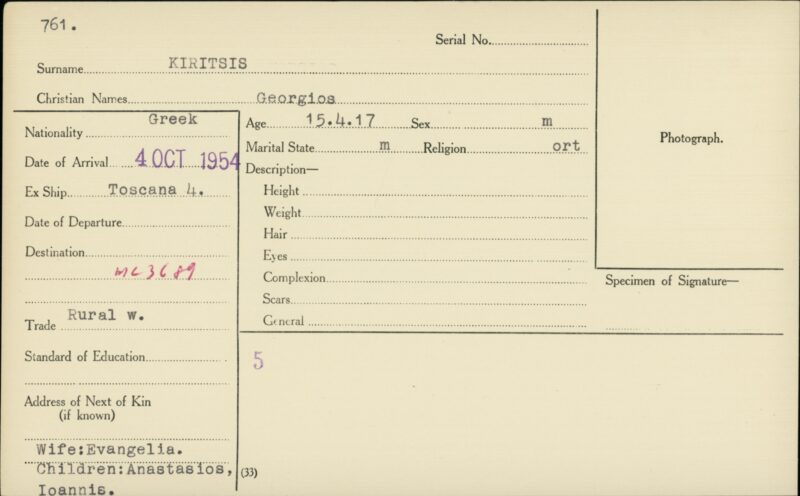 761.
Serial No.
Surname KIRITSIS
Christian Names Georgios
Nationality Greek
Date of Arrival 4 OCT 1954
Ex Ship Toscana 4.
Date of Departure
Destination
MC3689
Trade Rural w.
Standard of Education
Address of Next of Kin
(if known)
Wife:Evangelia.
Children:Anastasios,
Ioannis.
Age 15.4.17 Sex m
Marital State m Religion ort
Description—
Height
Weight
Hair
Eyes
Complexion
Scars
General
5
(33)
Photograph.
Specimen of Signature—